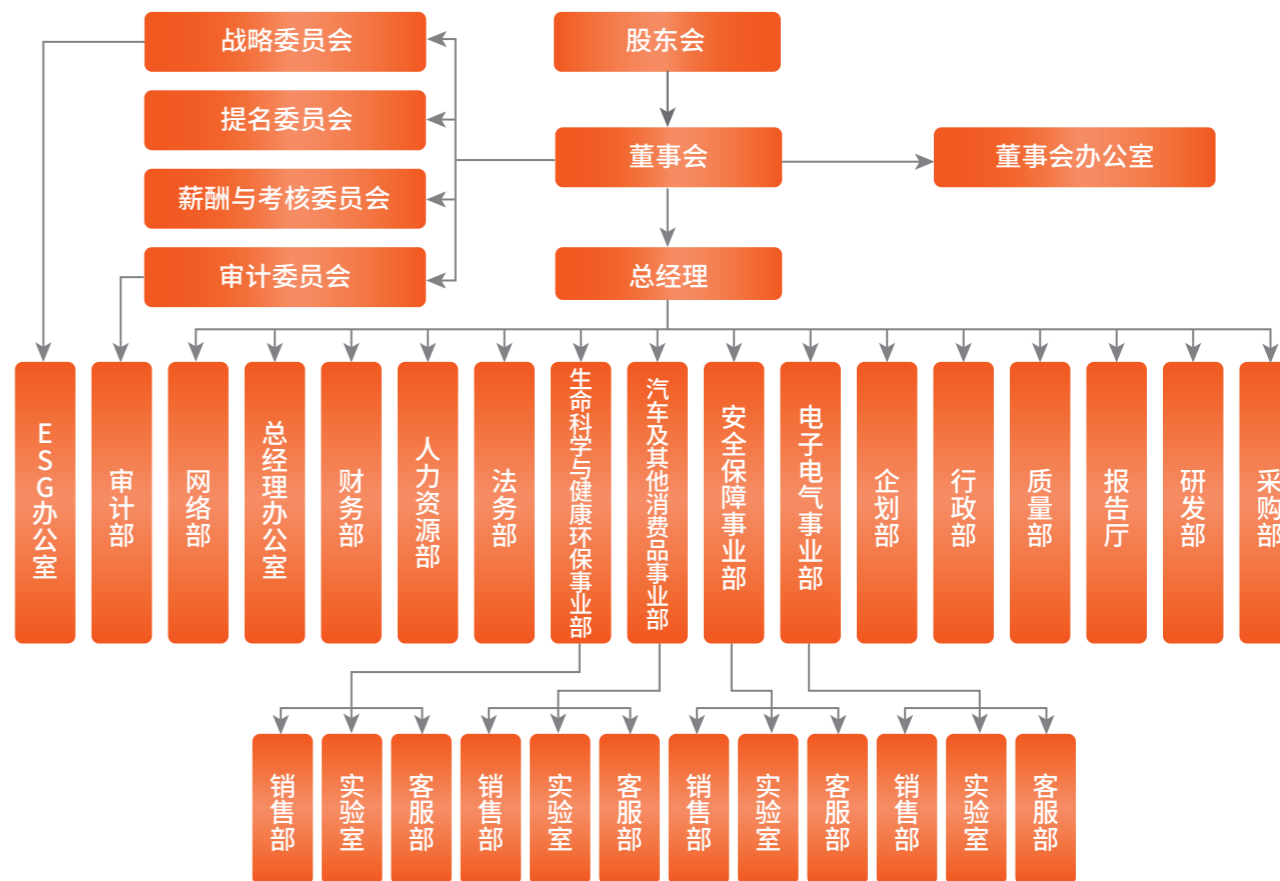 战略委员会
股东会
提名委员会
董事会
董事会办公室
薪酬与考核委员会
审计委员会
总经理
ESG办公室
审计部
网络部
总经理办公室
财务部
人力资源部
法务部
生命科学与健康环保事业部
汽车及其他消费品事业部
安全保障事业部
电子电气事业部
企划部
行政部
质量部
报告厅
研发部
采购部
销售部
实验室
客服部
销售部
实验室
客服部
销售部
实验室
客服部
销售部
实验室
客服部